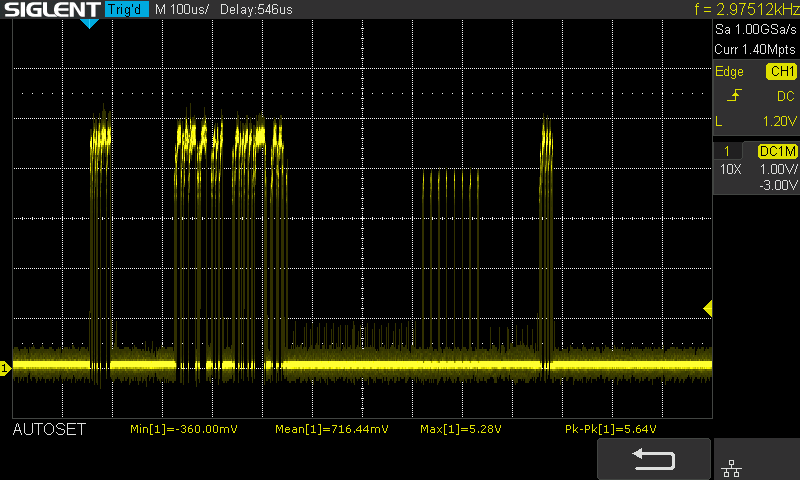 SIGLENT Trig'd M 100us/ Delay:546us f = 2.97512kHz
Sa 1.00GSa/s
Curr 1.40Mpts
Edge CH1
DC
L 1.20V
1 DC1M
10X 1.00V/
-3.00V
1
AUTOSET Min[1]=-360.00mV Mean[1]=716.44mV Max[1]=5.28V Pk-Pk[1]=5.64V